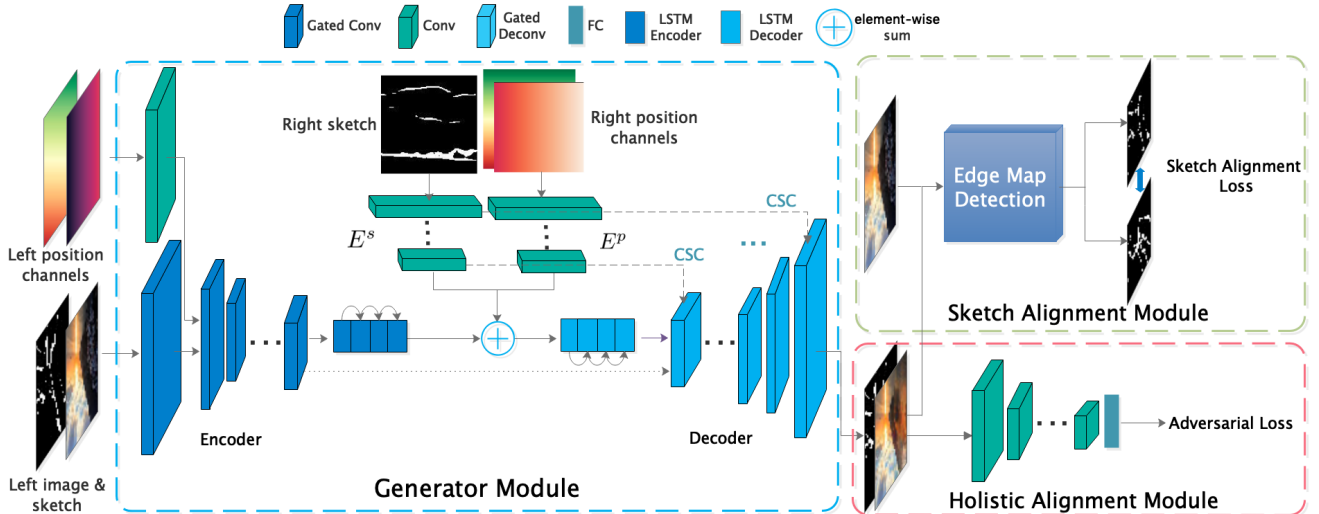 Gated Conv
Conv
Gated
Deconv
FC
LSTM
Encoder
LSTM
Decoder
element-wise
sum
Right sketch
Right position
channels
Left position
channels
E^s
E^p
CSC
CSC
Encoder
Decoder
Left image &
sketch
Generator Module
Edge Map
Detection
Sketch Alignment
Loss
Sketch Alignment Module
Adversarial Loss
Holistic Alignment Module